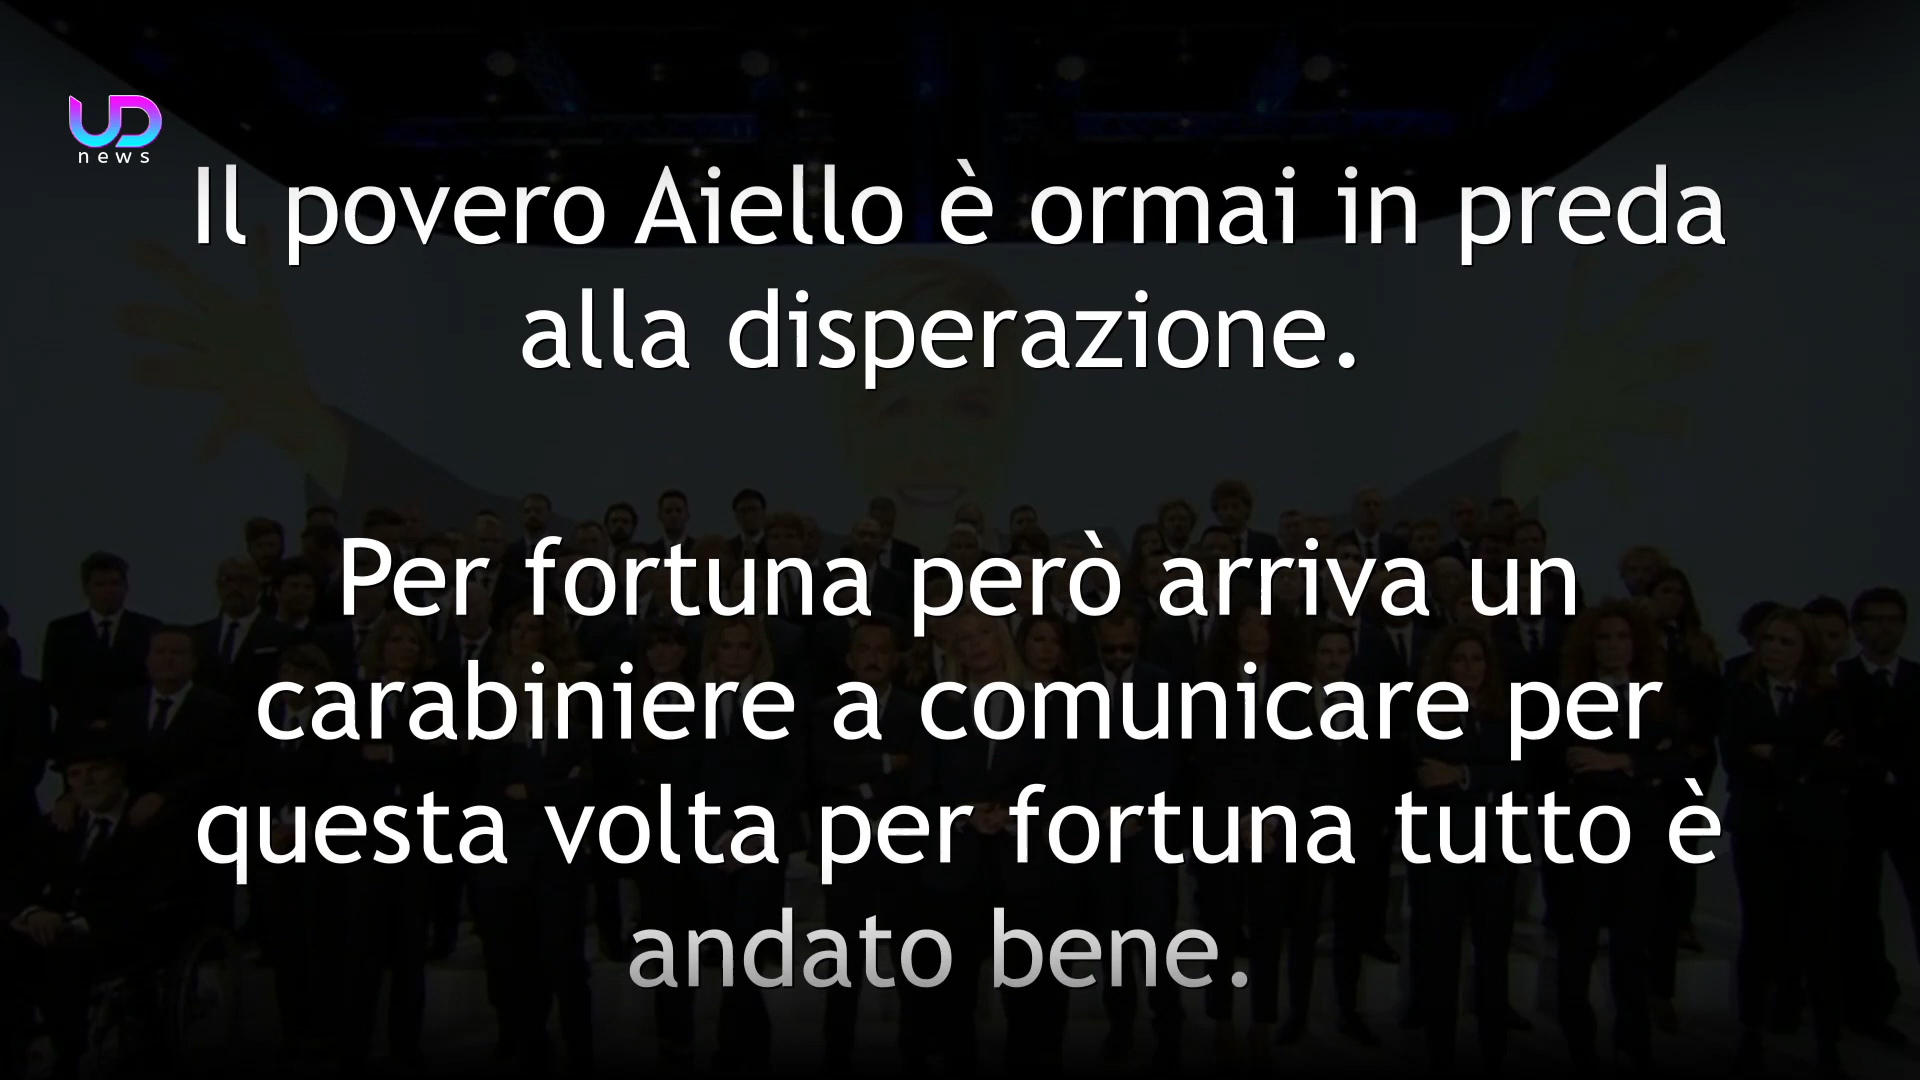 UD
news
Il povero Aiello è ormai in preda
alla disperazione.
Per fortuna però arriva un
carabiniere a comunicare per
questa volta per fortuna tutto è
andato bene.